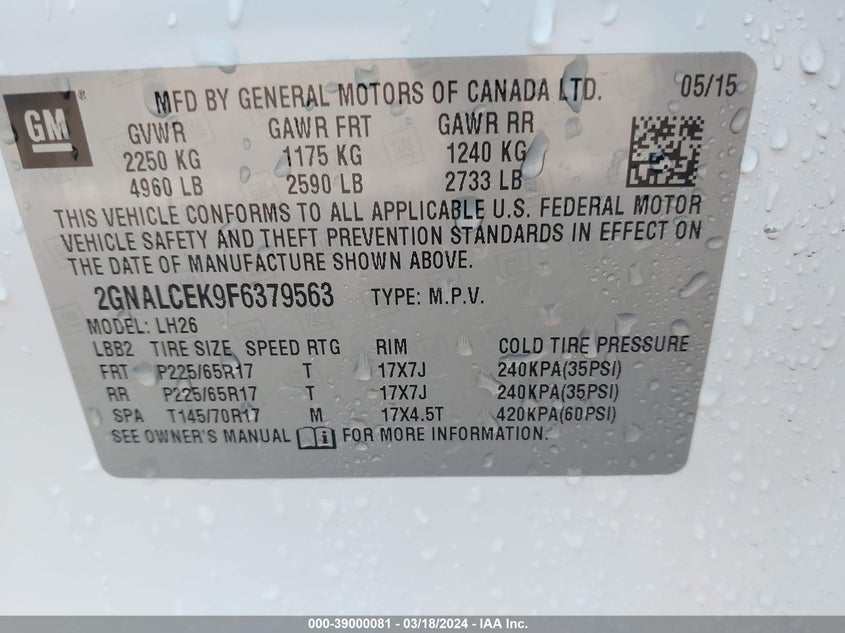 GM ® MFD BY GENERAL MOTORS OF CANADA LTD. 05/15
GVWR GAWR FRT GAWR RR
2250 KG 1175 KG 1240 KG
4960 LB 2590 LB 2733 LB
THIS VEHICLE CONFORMS TO ALL APPLICABLE U.S. FEDERAL MOTOR
VEHICLE SAFETY AND THEFT PREVENTION STANDARDS IN EFFECT ON
THE DATE OF MANUFACTURE SHOWN ABOVE.
2GNALCEK9F6379563 TYPE: M.P.V.
MODEL: LH26
LBB2 TIRE SIZE SPEED RTG RIM COLD TIRE PRESSURE
FRT P225/65R17 T 17X7J 240KPA(35PSI)
RR P225/65R17 T 17X7J 240KPA(35PSI)
SPA T145/70R17 M 17X4.5T 420KPA(60PSI)
SEE OWNER'S MANUAL i FOR MORE INFORMATION.
000-39000081 - 03/18/2024 - IAA Inc.